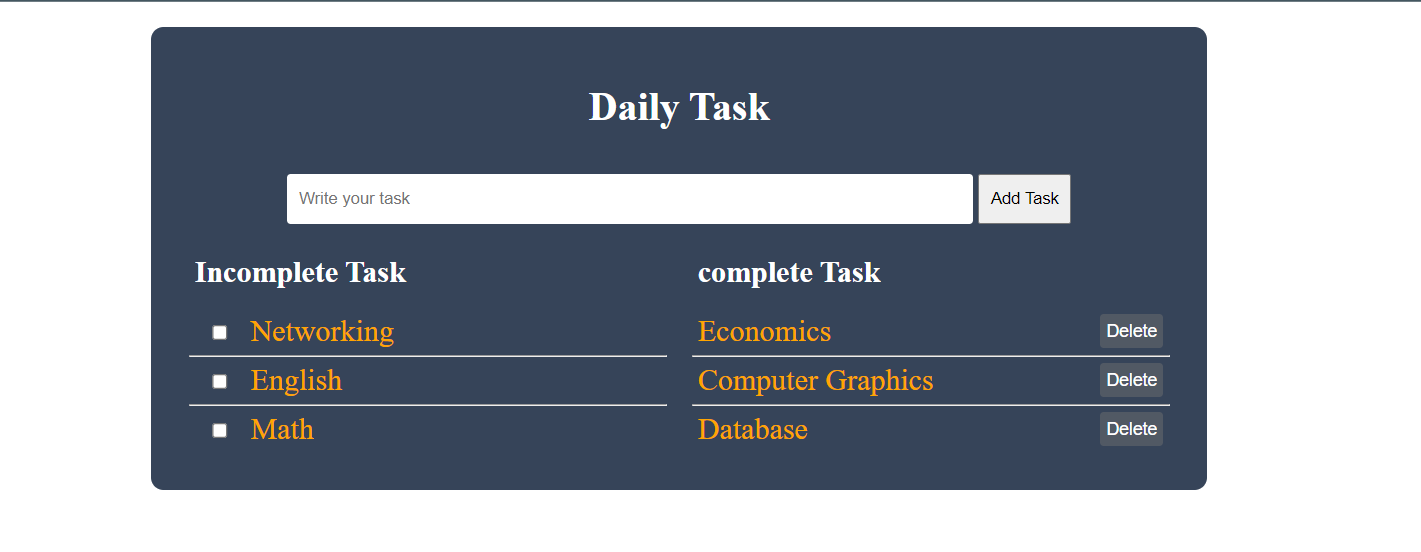 Daily Task
Write your task
Add Task
Incomplete Task
Networking
English
Math
complete Task
Economics
Delete
Computer Graphics
Delete
Database
Delete